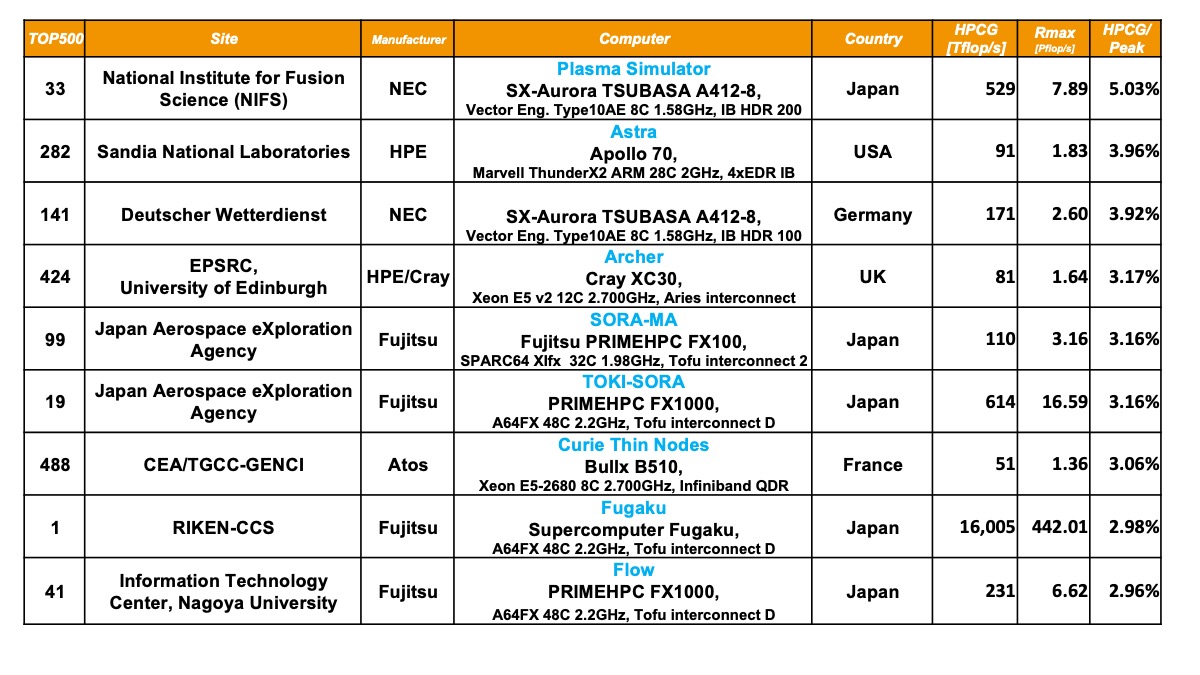 TOP500 Site Manufacturer Computer Country HPCG [Tflop/s] Rmax [Pflop/s] HPCG/ Peak
33 National Institute for Fusion Science (NIFS) NEC Plasma Simulator Japan 529 7.89 5.03%
SX-Aurora TSUBASA A412-8,
Vector Eng. Type10AE 8C 1.58GHz, IB HDR 200
282 Sandia National Laboratories HPE Astra USA 91 1.83 3.96%
Apollo 70,
Marvell ThunderX2 ARM 28C 2GHz, 4xEDR IB
141 Deutscher Wetterdienst NEC SX-Aurora TSUBASA A412-8, Germany 171 2.60 3.92%
Vector Eng. Type10AE 8C 1.58GHz, IB HDR 100
424 EPSRC, University of Edinburgh HPE/Cray Archer UK 81 1.64 3.17%
Cray XC30,
Xeon E5 v2 12C 2.700GHz, Aries interconnect
99 Japan Aerospace eXploration Agency Fujitsu SORA-MA Japan 110 3.16 3.16%
Fujitsu PRIMEHPC FX100,
SPARC64 XIfx 32C 1.98GHz, Tofu interconnect 2
19 Japan Aerospace eXploration Agency Fujitsu TOKI-SORA Japan 614 16.59 3.16%
PRIMEHPC FX1000,
A64FX 48C 2.2GHz, Tofu interconnect D
488 CEA/TGCC-GENCI Atos Curie Thin Nodes France 51 1.36 3.06%
Bullx B510,
Xeon E5-2680 8C 2.700GHz, Infiniband QDR
1 RIKEN-CCS Fujitsu Fugaku Japan 16,005 442.01 2.98%
Supercomputer Fugaku,
A64FX 48C 2.2GHz, Tofu interconnect D
41 Information Technology Center, Nagoya University Fujitsu Flow Japan 231 6.62 2.96%
PRIMEHPC FX1000,
A64FX 48C 2.2GHz, Tofu interconnect D